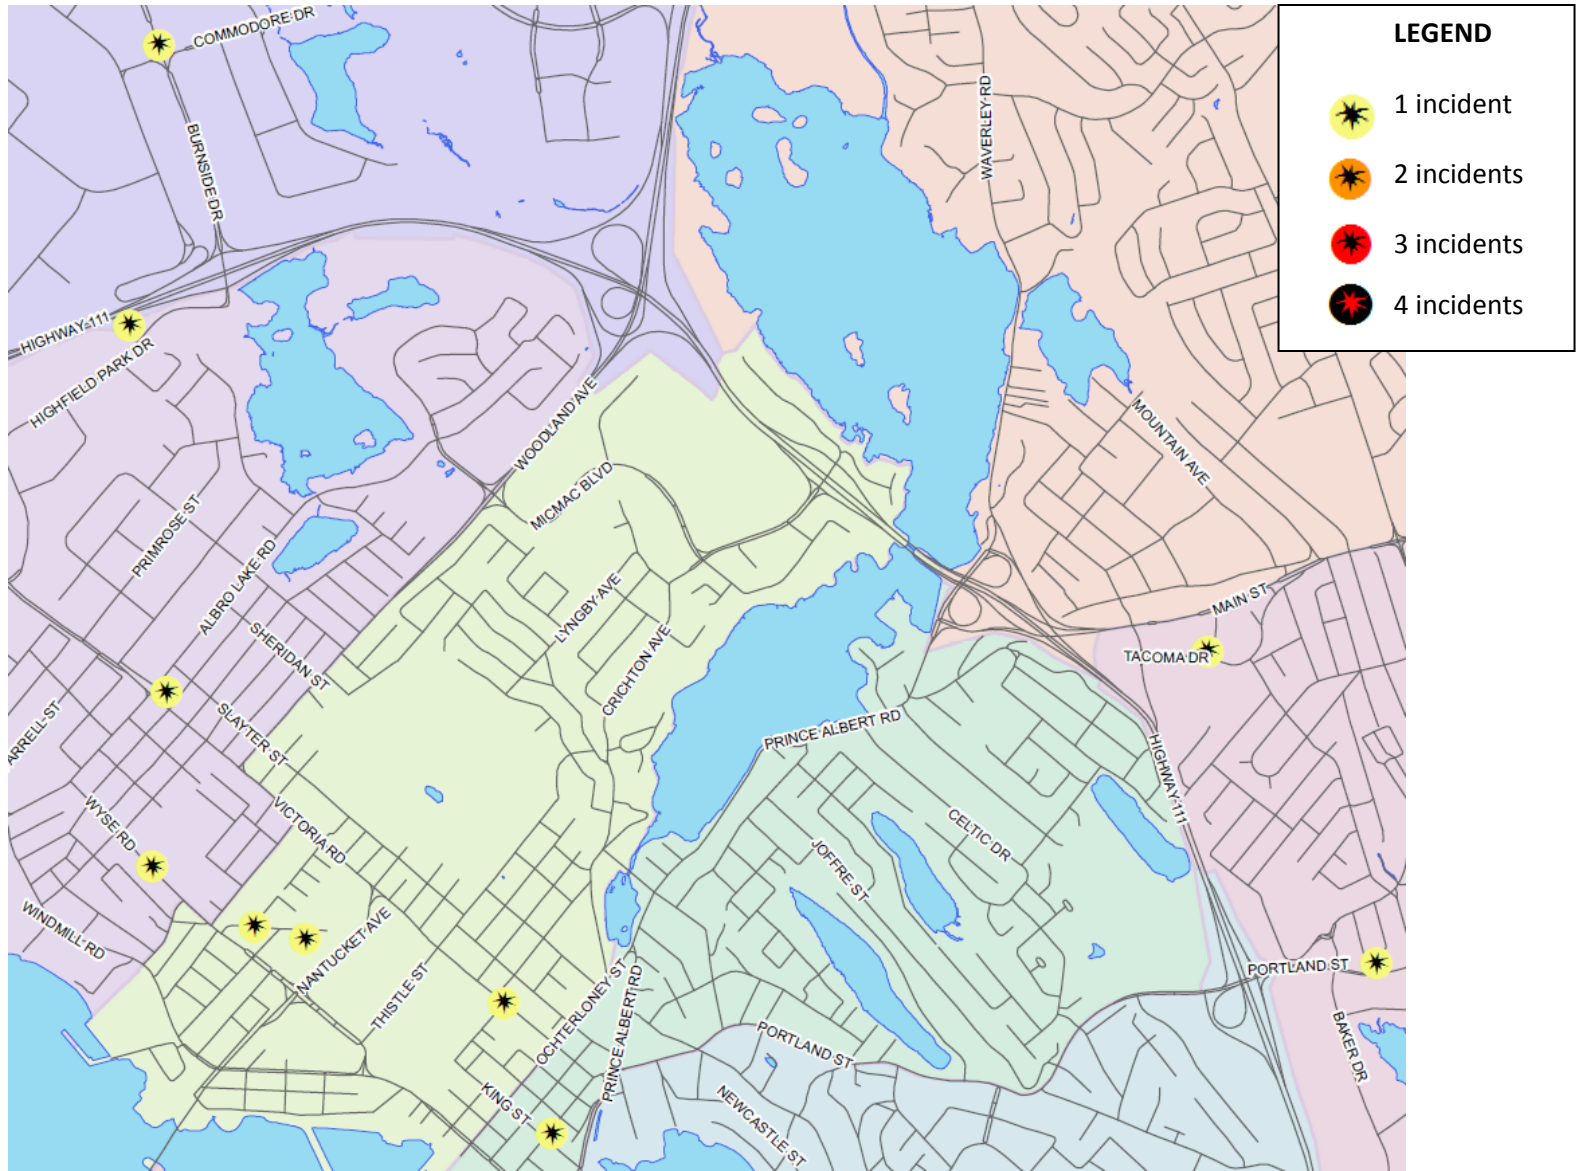 LEGEND
1 incident
2 incidents
3 incidents
4 incidents
COMMODORE DR
BURNSIDE DR
WAVERLEY RD
HIGHWAY 111
HIGHFIELD PARK DR
WOODLAND AVE
MOUNTAIN AVE
MICMAC BLVD
PRIMROSE ST
ALBRO LAKE RD
LYNGBY AVE
MAIN ST
SHERIDAN ST
CRICHTON AVE
TACOMA DR
ARRELL ST
SLAYTER ST
PRINCE ALBERT RD
HIGHWAY 111
WYSE RD
VICTORIA RD
CELTIC DR
JOFFRE ST
WINDMILL RD
NANTUCKET AVE
THISTLE ST
OCHTERLONEY ST
PRINCE ALBERT RD
PORTLAND ST
PORTLAND ST
BAKER DR
KING ST
NEWCASTLE ST